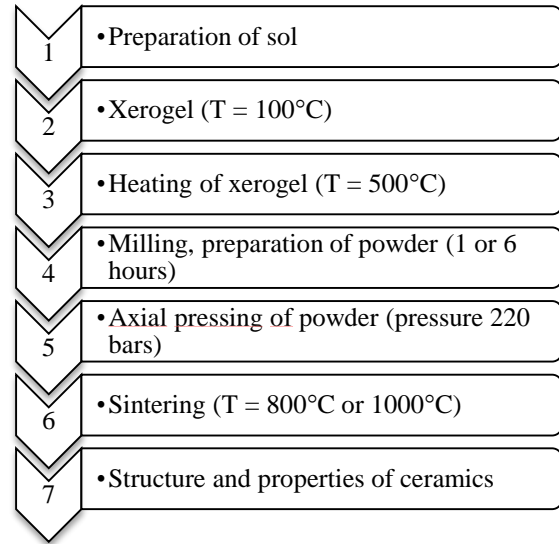 1
•Preparation of sol
2
•Xerogel (T = 100°C)
3
•Heating of xerogel (T = 500°C)
4
•Milling, preparation of powder (1 or 6
hours)
5
•Axial pressing of powder (pressure 220
bars)
6
•Sintering (T = 800°C or 1000°C)
7
•Structure and properties of ceramics